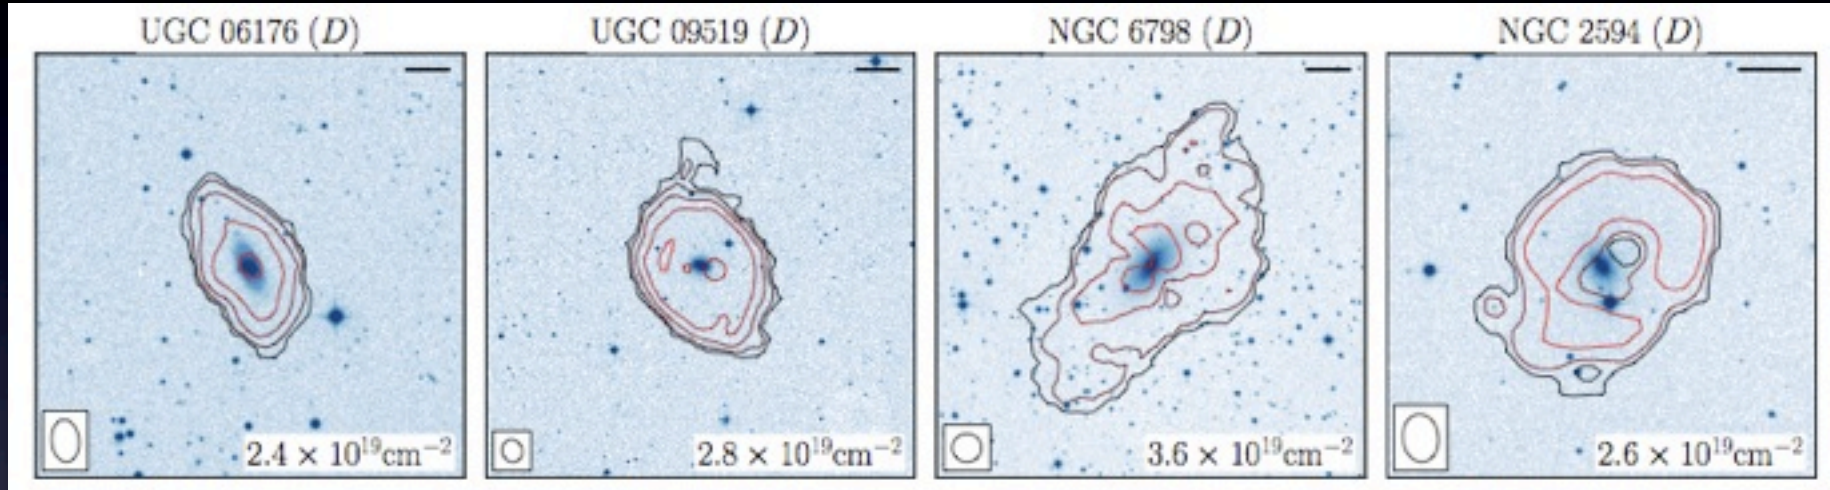 UGC 06176 (D) UGC 09519 (D) NGC 6798 (D) NGC 2594 (D)
2.4 × 10¹⁹cm⁻² 2.8 × 10¹⁹cm⁻² 3.6 × 10¹⁹cm⁻² 2.6 × 10¹⁹cm⁻²